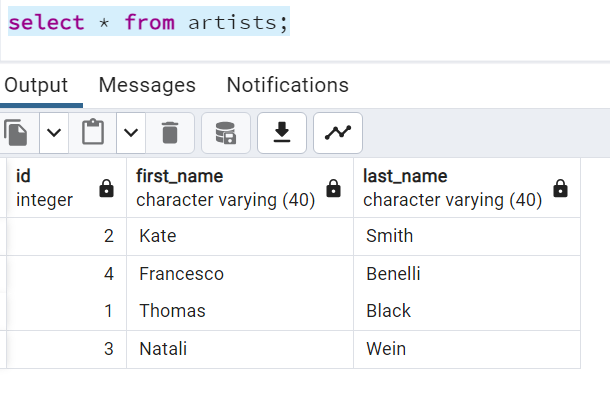 select * from artists;
Output Messages Notifications
id first_name last_name
integer character varying (40) character varying (40)
2 Kate Smith
4 Francesco Benelli
1 Thomas Black
3 Natali Wein